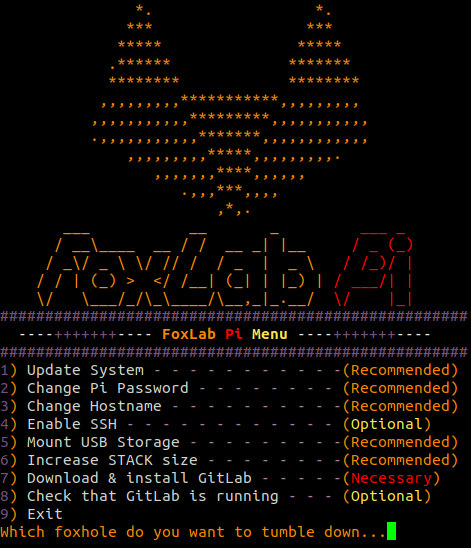 FoxLab Pi
----+++++++---- FoxLab Pi Menu ----+++++++----
1) Update System - - - - - - - - - - -(Recommended)
2) Change Pi Password - - - - - - - -(Recommended)
3) Change Hostname - - - - - - - - - -(Recommended)
4) Enable SSH - - - - - - - - - - - - (Optional)
5) Mount USB Storage - - - - - - - - -(Recommended)
6) Increase STACK size - - - - - - - -(Recommended)
7) Download & install GitLab - - - - -(Necessary)
8) Check that GitLab is running - - - (Optional)
9) Exit
Which foxhole do you want to tumble down...